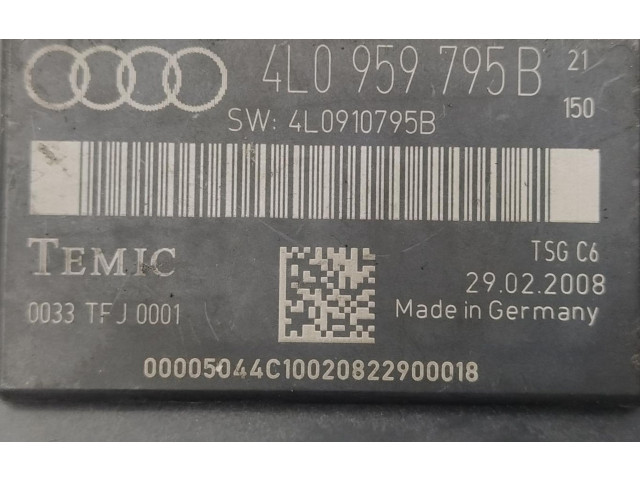 4L0 959 795B 21
150
SW: 4L0910795B
TEMIC
TSG C6
29.02.2008
0033 TFJ 0001
Made in Germany
00005044C10020822900018